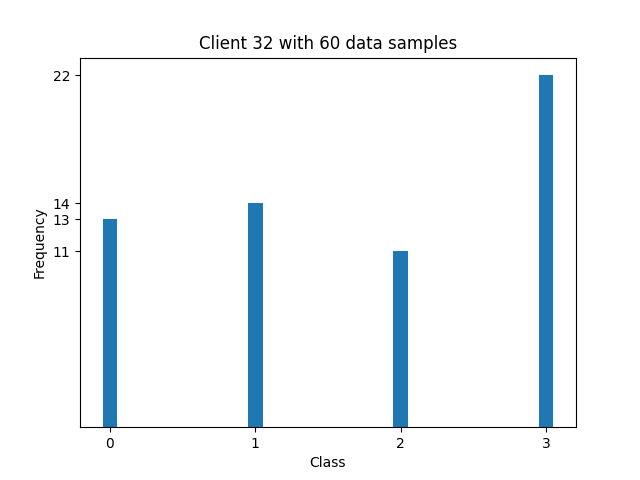 Client 32 with 60 data samples
22
14
13
11
Frequency
0 1 2 3
Class